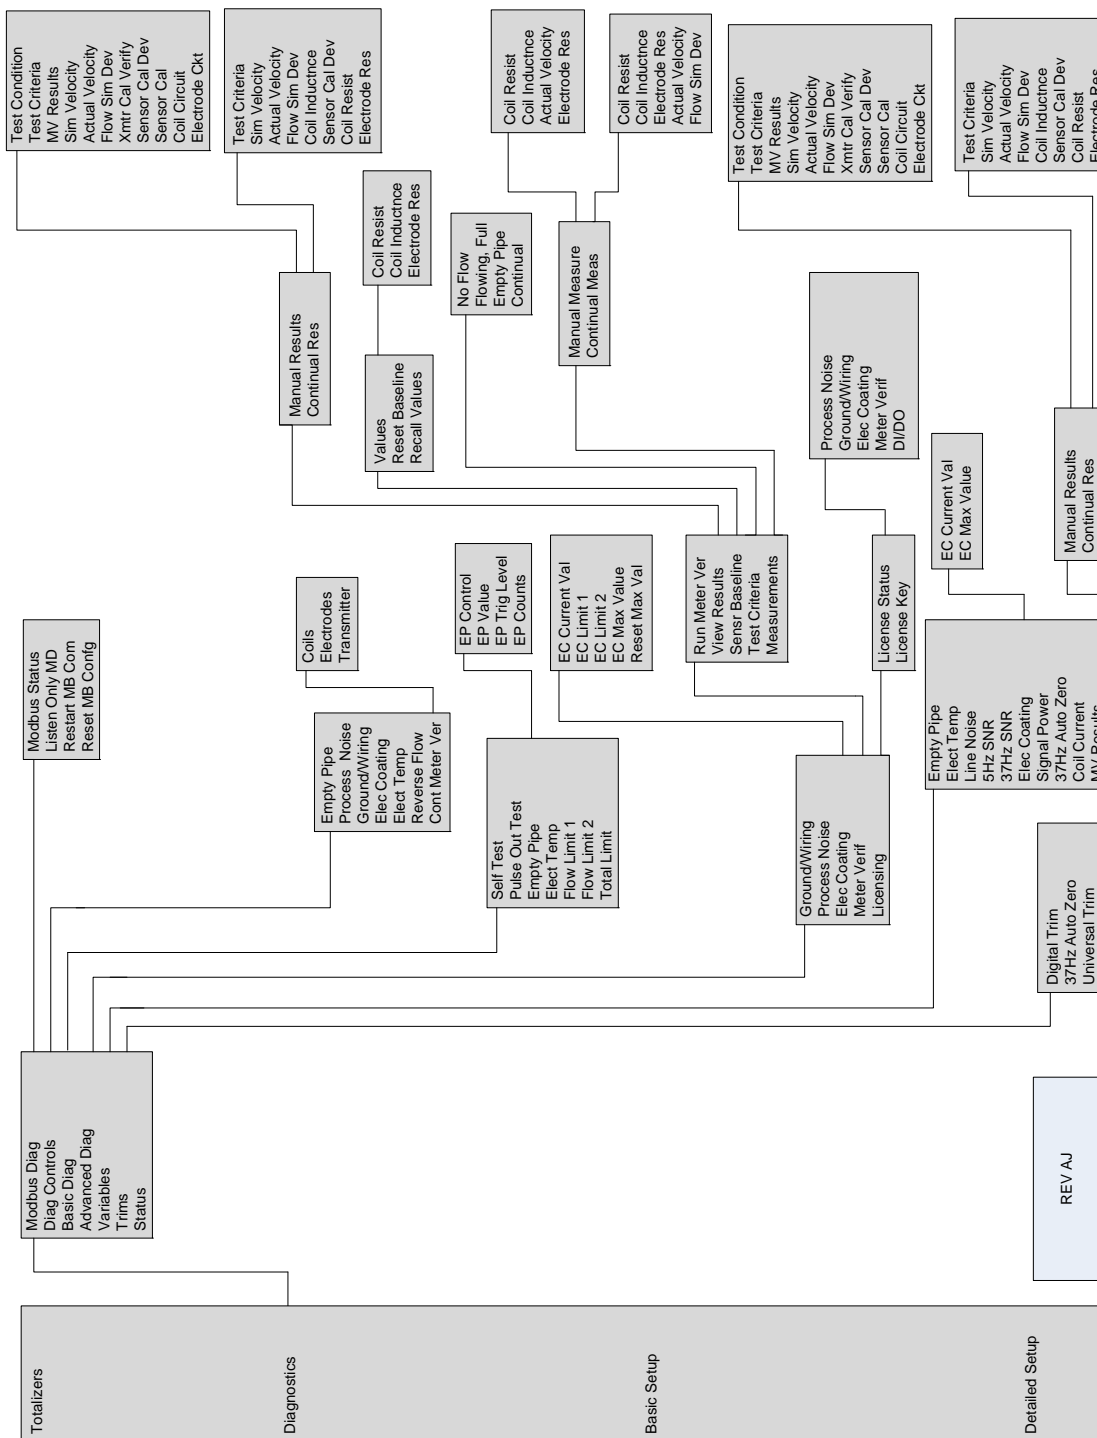 Totalizers
Diagnostics
Basic Setup
Detailed Setup
Modbus Diag
Diag Controls
Basic Diag
Advanced Diag
Variables
Trims
Status
REV AJ
Modbus Status
Listen Only MD
Restart MB Com
Reset MB Confg
Empty Pipe
Process Noise
Ground/Wiring
Elec Coating
Elect Temp
Reverse Flow
Cont Meter Ver
Coils
Electrodes
Transmitter
Self Test
Pulse Out Test
Empty Pipe
Elect Temp
Flow Limit 1
Flow Limit 2
Total Limit
EP Control
EP Value
EP Trig Level
EP Counts
Ground/Wiring
Process Noise
Elec Coating
Meter Verif
Licensing
EC Current Val
EC Limit 1
EC Limit 2
EC Max Value
Reset Max Val
Run Meter Ver
View Results
Sensr Baseline
Test Criteria
Measurements
License Status
License Key
Process Noise
Ground/Wiring
Elec Coating
Meter Verif
DI/DO
Manual Results
Continual Res
Test Condition
Test Criteria
MV Results
Sim Velocity
Actual Velocity
Flow Sim Dev
Xmtr Cal Verify
Sensor Cal Dev
Sensor Cal
Coil Circuit
Electrode Ckt
Test Criteria
Sim Velocity
Actual Velocity
Flow Sim Dev
Coil Inductnce
Sensor Cal Dev
Coil Resist
Electrode Res
Values
Reset Baseline
Recall Values
Coil Resist
Coil Inductnce
Electrode Res
No Flow
Flowing, Full
Empty Pipe
Continual
Manual Measure
Continual Meas
Coil Resist
Coil Inductnce
Actual Velocity
Electrode Res
Coil Resist
Coil Inductnce
Electrode Res
Actual Velocity
Flow Sim Dev
Empty Pipe
Elect Temp
Line Noise
5Hz SNR
37Hz SNR
Elec Coating
Signal Power
37Hz Auto Zero
Coil Current
MV Results
EC Current Val
EC Max Value
Manual Results
Continual Res
Test Condition
Test Criteria
MV Results
Sim Velocity
Actual Velocity
Flow Sim Dev
Xmtr Cal Verify
Sensor Cal Dev
Sensor Cal
Coil Circuit
Electrode Ckt
Test Criteria
Sim Velocity
Actual Velocity
Flow Sim Dev
Coil Inductnce
Sensor Cal Dev
Coil Resist
Electrode Res
Digital Trim
37Hz Auto Zero
Universal Trim